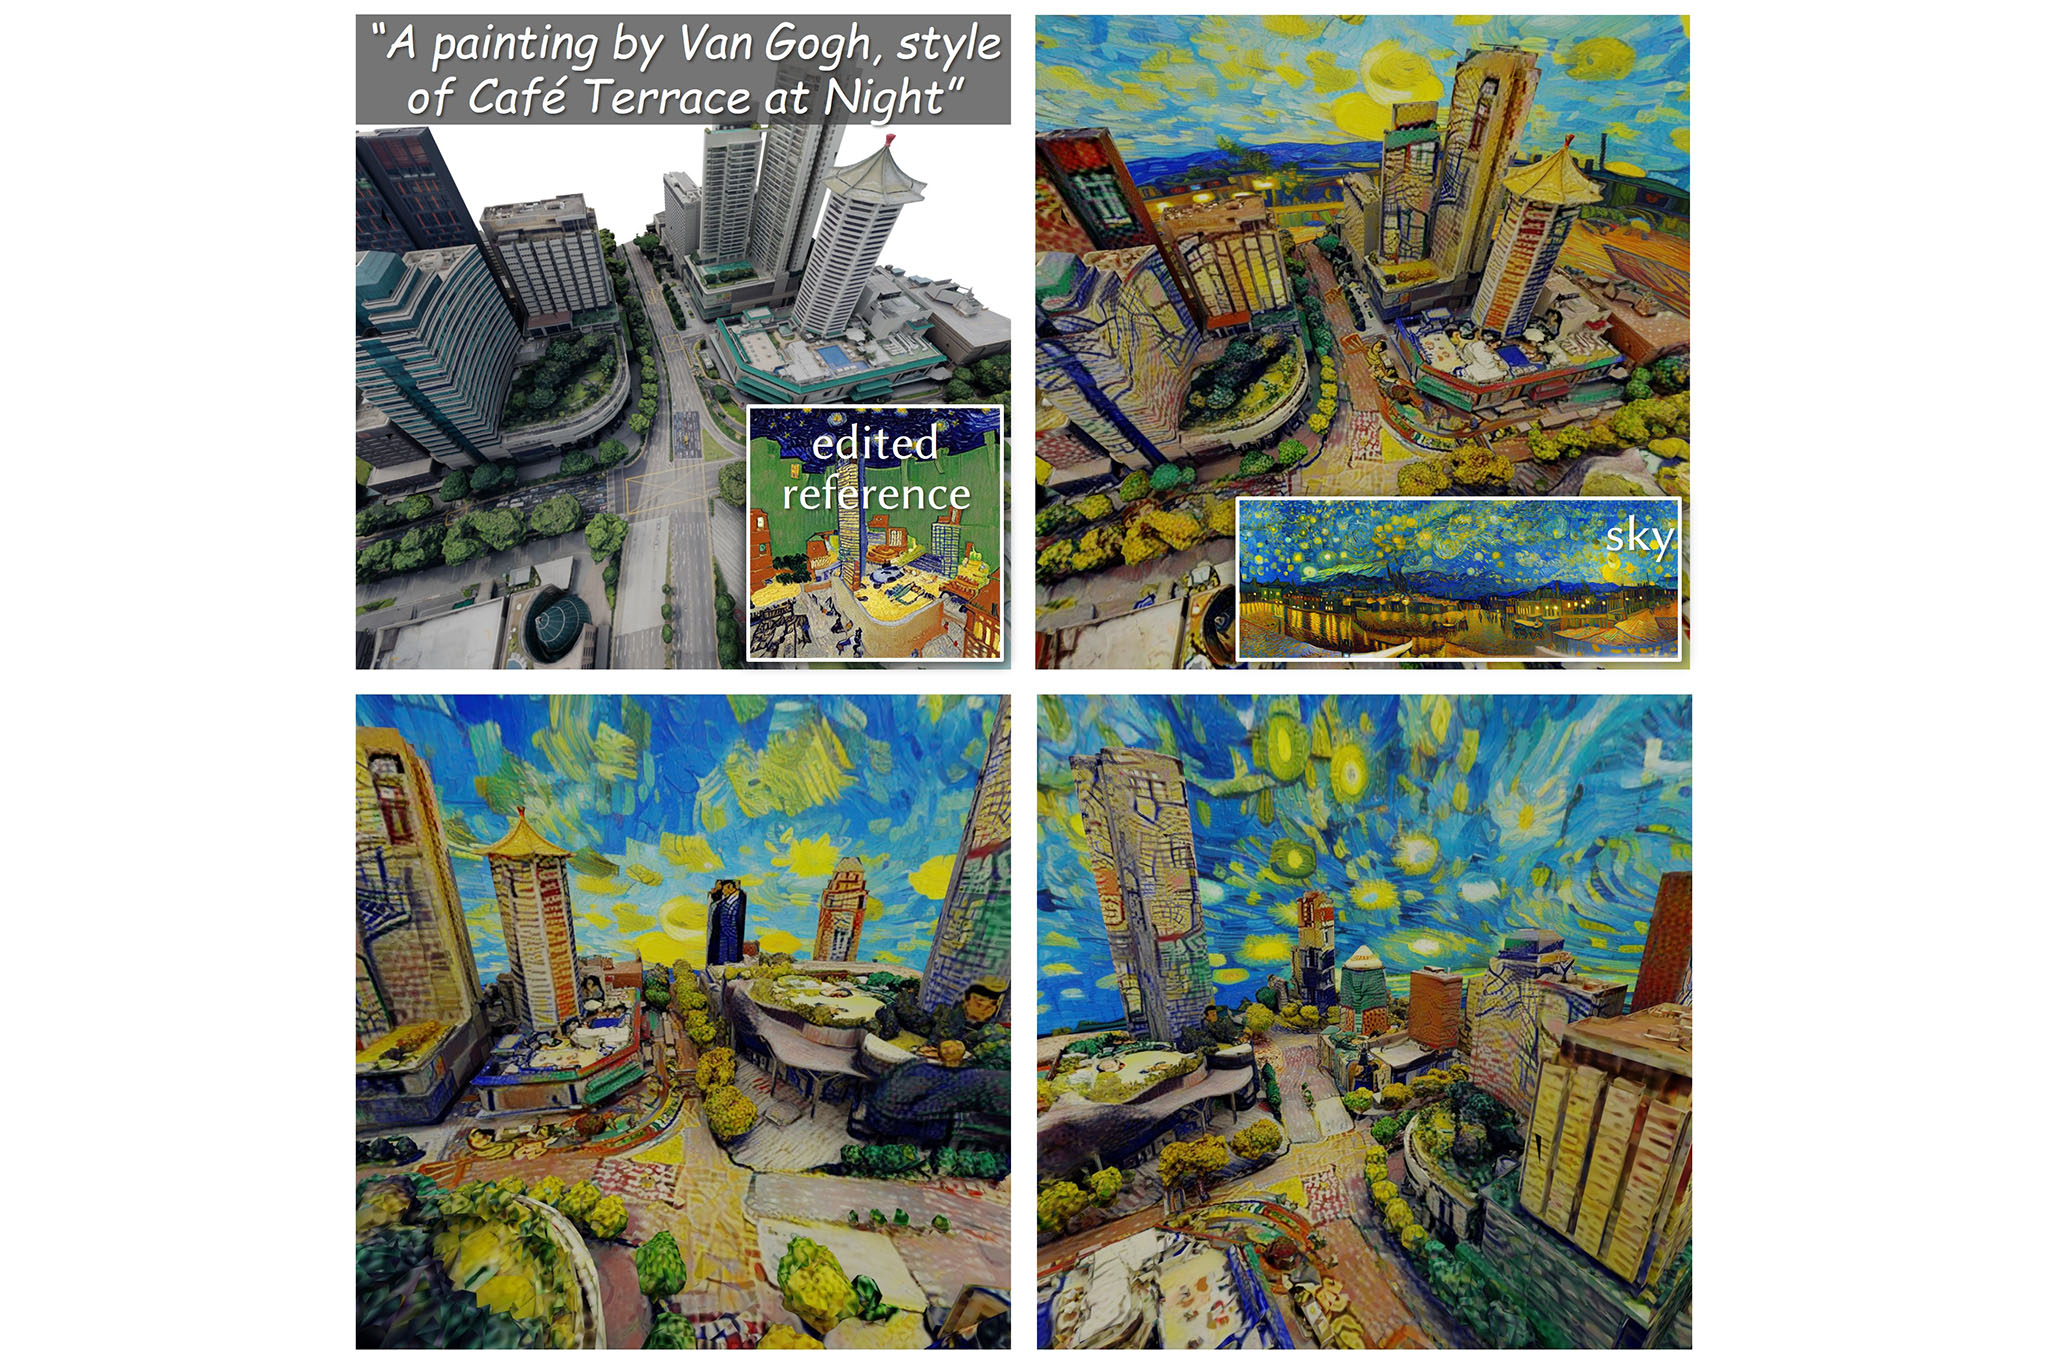 “A painting by Van Gogh, style
of Café Terrace at Night”
edited
reference
sky